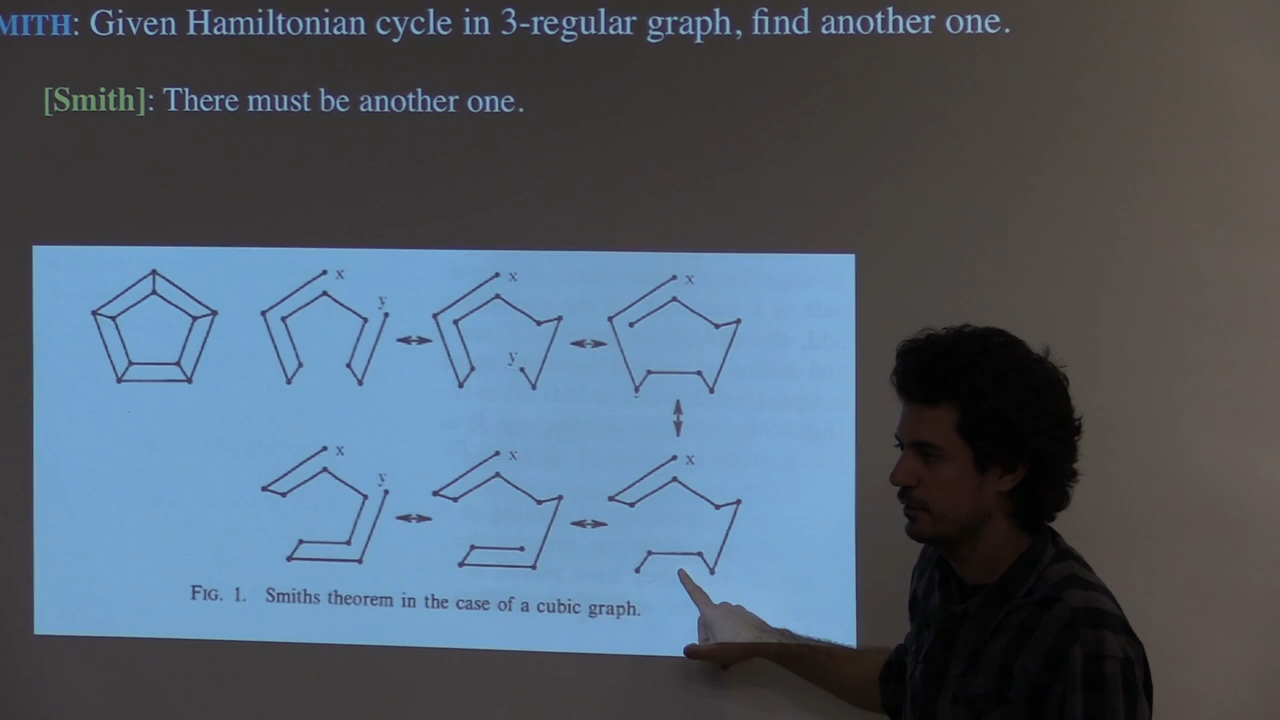 MITH: Given Hamiltonian cycle in 3-regular graph, find another one.
[Smith]: There must be another one.
x
y
x
y
x
x
y
x
x
FIG. 1. Smiths theorem in the case of a cubic graph.